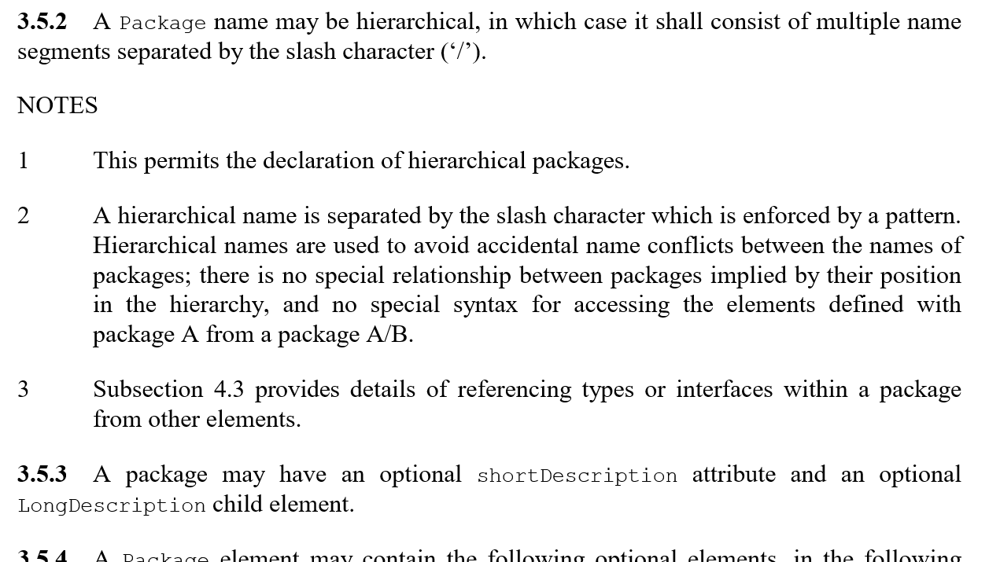 3.5.2 A Package name may be hierarchical, in which case it shall consist of multiple name
segments separated by the slash character (‘/’).
NOTES
1 This permits the declaration of hierarchical packages.
2 A hierarchical name is separated by the slash character which is enforced by a pattern.
Hierarchical names are used to avoid accidental name conflicts between the names of
packages; there is no special relationship between packages implied by their position
in the hierarchy, and no special syntax for accessing the elements defined with
package A from a package A/B.
3 Subsection 4.3 provides details of referencing types or interfaces within a package
from other elements.
3.5.3 A package may have an optional shortDescription attribute and an optional
LongDescription child element.
3.5.4 A Package element may contain the following optional elements, in the following